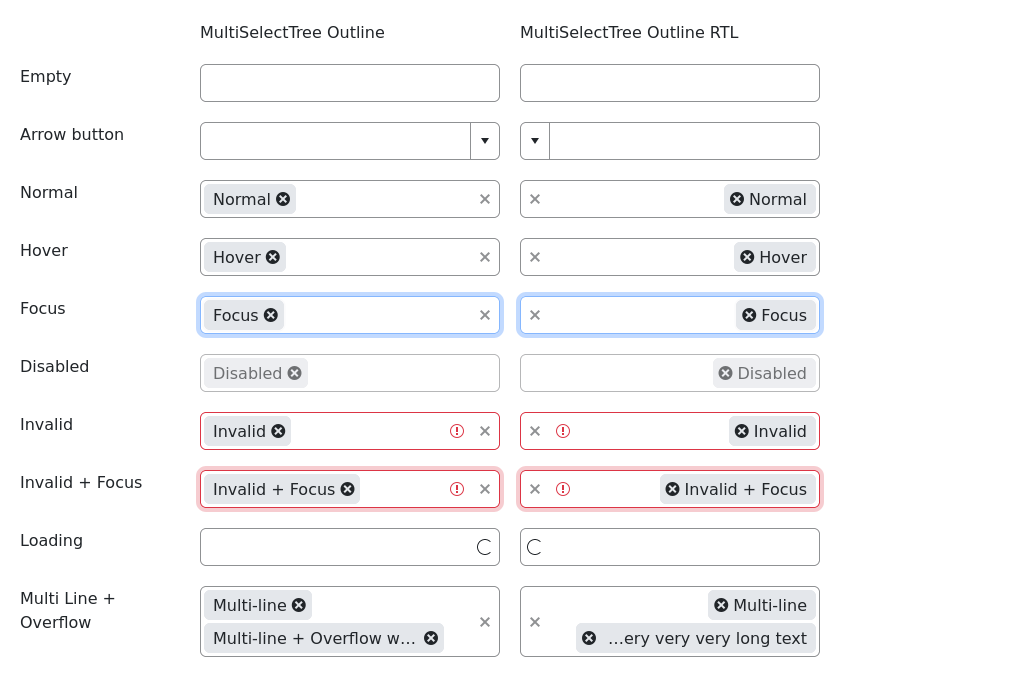 MultiSelectTree Outline MultiSelectTree Outline RTL
Empty
Arrow button
Normal Normal Normal
Hover Hover Hover
Focus Focus Focus
Disabled Disabled Disabled
Invalid Invalid Invalid
Invalid + Focus Invalid + Focus Invalid + Focus
Loading
Multi Line + Overflow
Multi-line Multi-line
Multi-line + Overflow w... ...ery very very long text